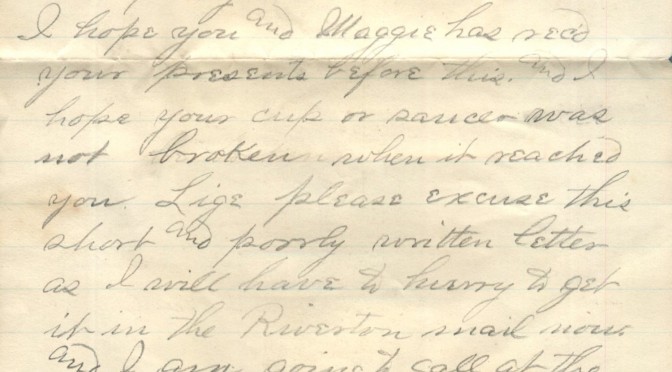 I hope you and Maggie has rec'd
your presents before this. and I
hope your cup or saucer was
not broken when it reached
you. Lige please excuse this
short and porrly written letter
as I will have to hurry to get
it in the Riverton mail now.
and I am going to call at the